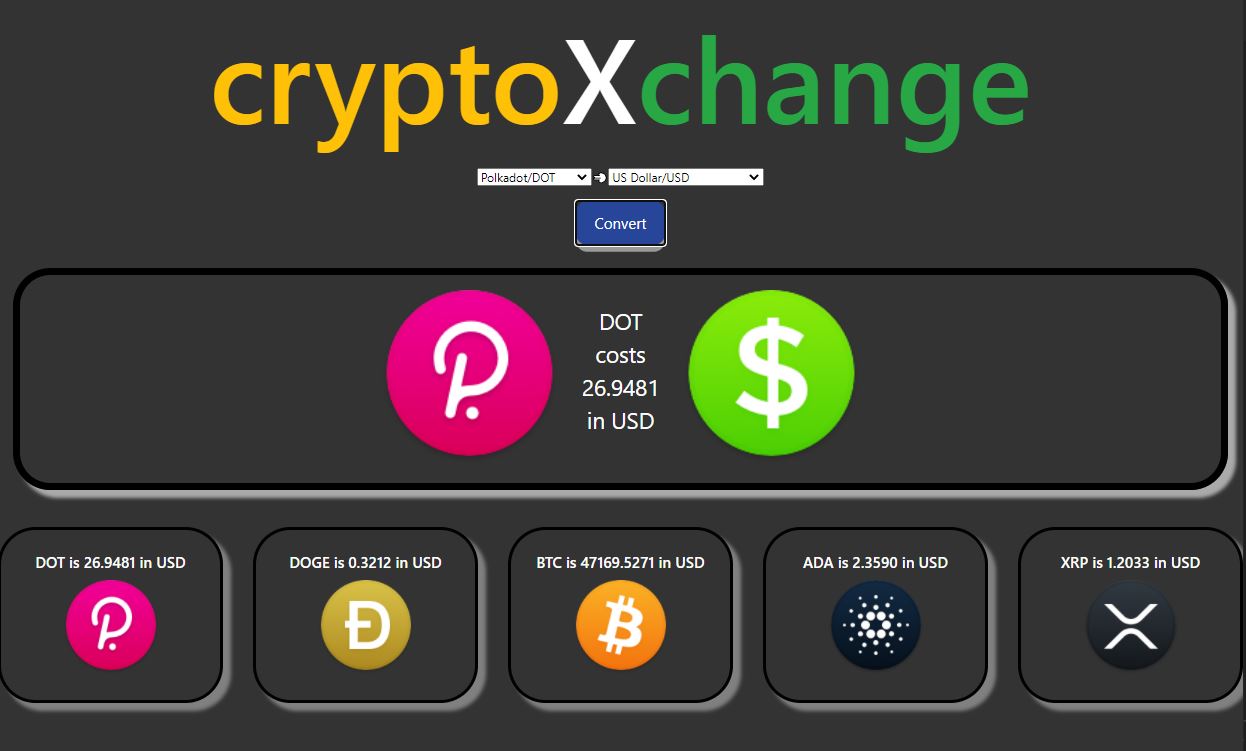 cryptoXchange
Polkadot/DOT US Dollar/USD
Convert
DOT
costs
26.9481
in USD
DOT is 26.9481 in USD
DOGE is 0.3212 in USD
BTC is 47169.5271 in USD
ADA is 2.3590 in USD
XRP is 1.2033 in USD